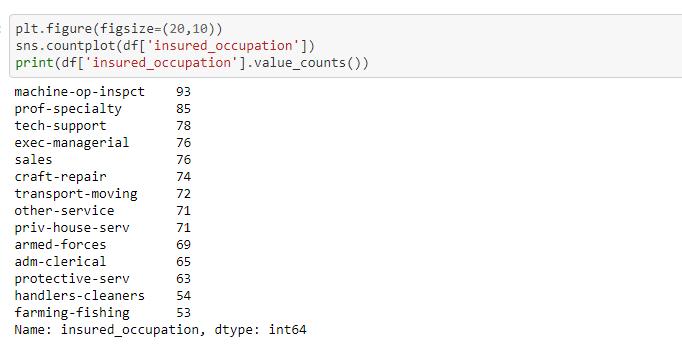 plt.figure(figsize=(20,10))
sns.countplot(df['insured_occupation'])
print(df['insured_occupation'].value_counts())
machine-op-inspct    93
prof-specialty       85
tech-support         78
exec-managerial      76
sales                76
craft-repair         74
transport-moving     72
other-service        71
priv-house-serv      71
armed-forces         69
adm-clerical         65
protective-serv      63
handlers-cleaners    54
farming-fishing      53
Name: insured_occupation, dtype: int64